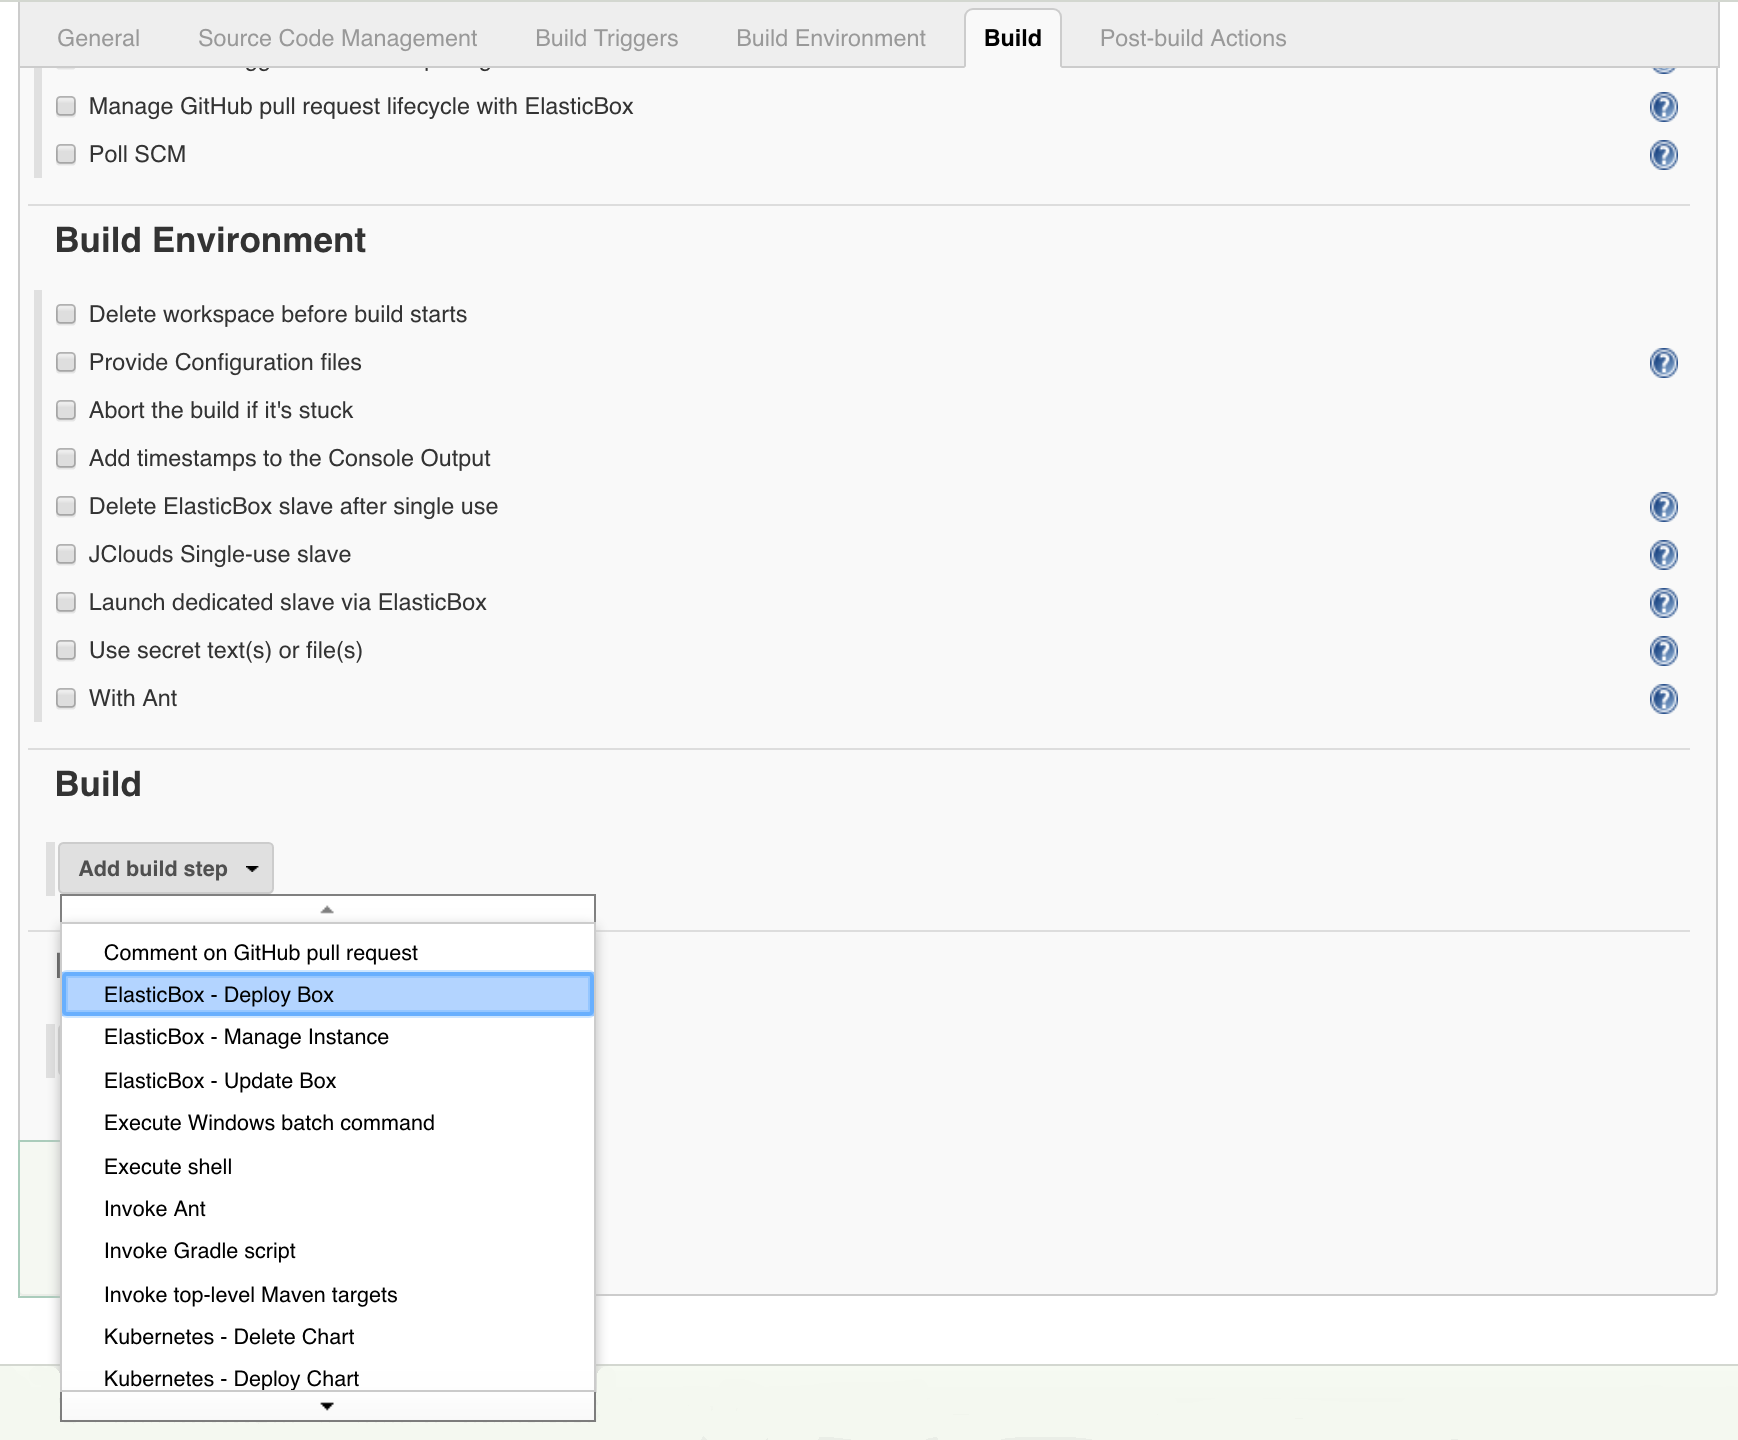 General Source Code Management Build Triggers Build Environment Build Post-build Actions
Manage GitHub pull request lifecycle with ElasticBox
Poll SCM
Build Environment
Delete workspace before build starts
Provide Configuration files
Abort the build if it's stuck
Add timestamps to the Console Output
Delete ElasticBox slave after single use
JClouds Single-use slave
Launch dedicated slave via ElasticBox
Use secret text(s) or file(s)
With Ant
Build
Add build step
Comment on GitHub pull request
ElasticBox - Deploy Box
ElasticBox - Manage Instance
ElasticBox - Update Box
Execute Windows batch command
Execute shell
Invoke Ant
Invoke Gradle script
Invoke top-level Maven targets
Kubernetes - Delete Chart
Kubernetes - Deploy Chart